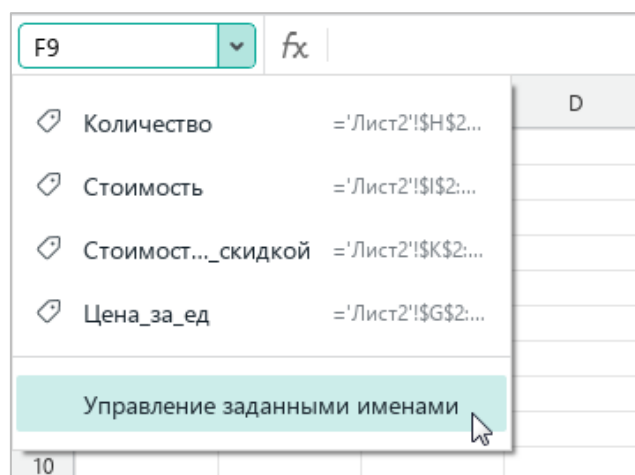 F9 fx
D
Количество ='Лист2'!$H$2...
Стоимость ='Лист2'!$I$2:...
Стоимост..._скидкой ='Лист2'!$K$2:...
Цена_за_ед ='Лист2'!$G$2:...
Управление заданными именами
10